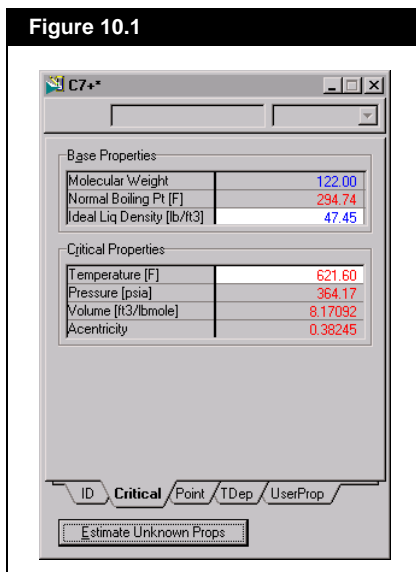 Figure 10.1
C7+*
Base Properties
Molecular Weight 122.00
Normal Boiling Pt [F] 294.74
Ideal Liq Density [lb/ft3] 47.45
Critical Properties
Temperature [F] 621.60
Pressure [psia] 364.17
Volume [ft3/lbmole] 8.17092
Acentricity 0.38245
ID Critical Point TDep UserProp
Estimate Unknown Props